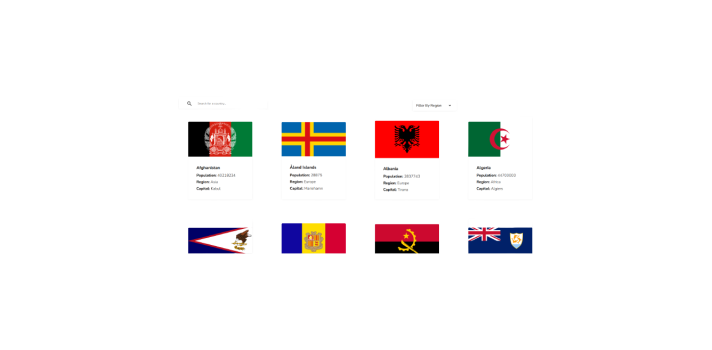 Search for a country...
Filter By Region
Afghanistan
Population: 40218234
Region: Asia
Capital: Kabul
Åland Islands
Population: 28875
Region: Europe
Capital: Mariehamn
Albania
Population: 2837743
Region: Europe
Capital: Tirana
Algeria
Population: 44700000
Region: Africa
Capital: Algiers